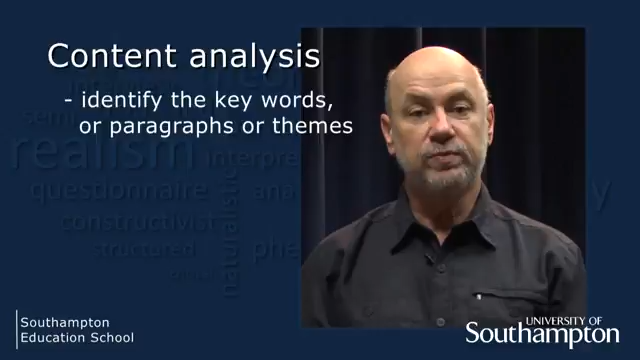 Content analysis
- identify the key words,
or paragraphs or themes
realism
interpre
questionnaire
ana
constructivist
naturalistic
structured
phe
Southampton
Education School
UNIVERSITY OF
Southampton